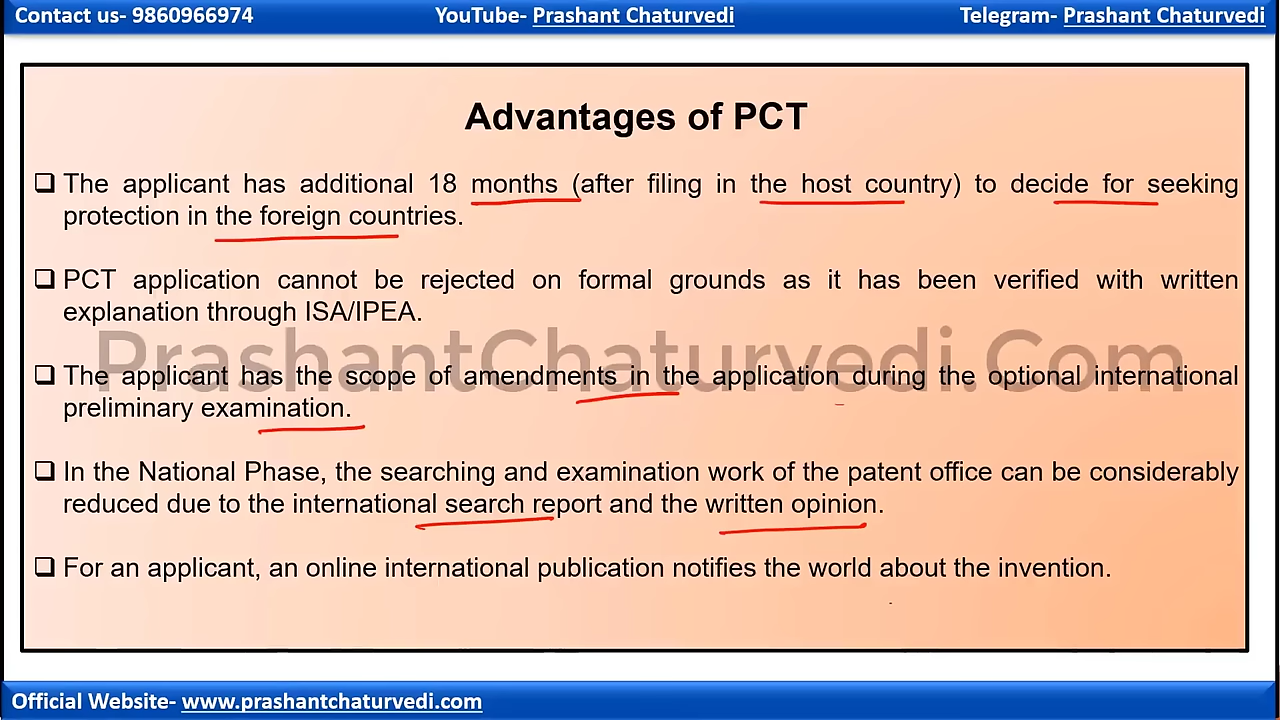 Contact us- 9860966974 YouTube- Prashant Chaturvedi Telegram- Prashant Chaturvedi
Advantages of PCT
❑ The applicant has additional 18 months (after filing in the host country) to decide for seeking
protection in the foreign countries.
❑ PCT application cannot be rejected on formal grounds as it has been verified with written
explanation through ISA/IPEA.
PrashantChaturvedi.Com
❑ The applicant has the scope of amendments in the application during the optional international
preliminary examination.
❑ In the National Phase, the searching and examination work of the patent office can be considerably
reduced due to the international search report and the written opinion.
❑ For an applicant, an online international publication notifies the world about the invention.
Official Website- www.prashantchaturvedi.com